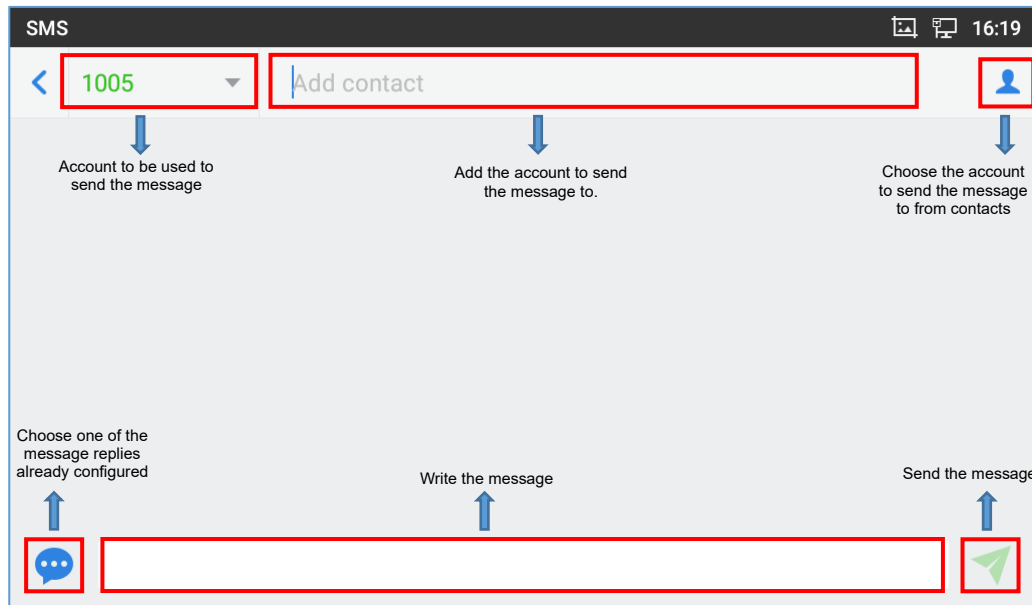 SMS
16:19
1005
Add contact
Account to be used to
send the message
Add the account to send
the message to.
Choose the account
to send the message
to from contacts
Choose one of the
message replies
already configured
Write the message
Send the message